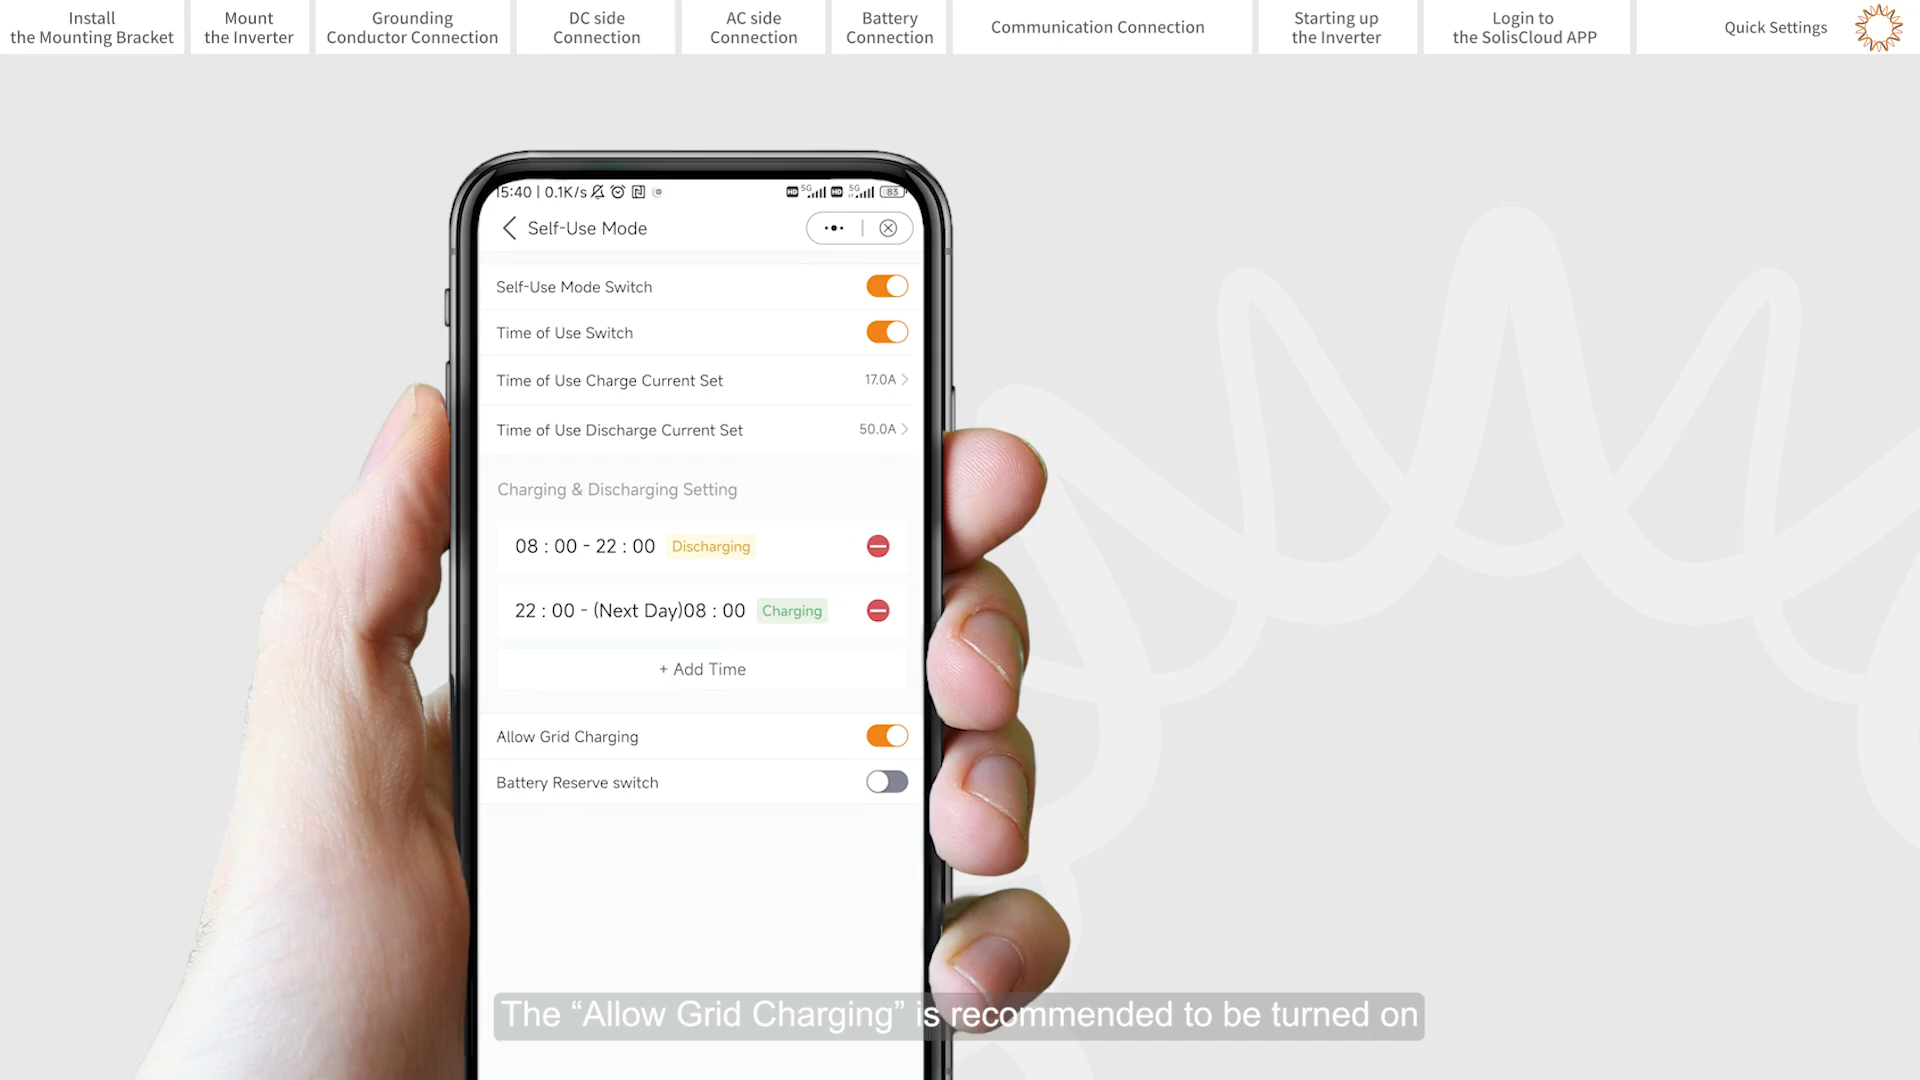 Install
the Mounting Bracket
Mount
the Inverter
Grounding
Conductor Connection
DC side
Connection
AC side
Connection
Battery
Connection
Communication Connection
Starting up
the Inverter
Login to
the SolisCloud APP
Quick Settings
15:40 | 0.1K/s
HD 5G HD 5G 83
Self-Use Mode
Self-Use Mode Switch
Time of Use Switch
Time of Use Charge Current Set 17.0A
Time of Use Discharge Current Set 50.0A
Charging & Discharging Setting
08 : 00 - 22 : 00 Discharging
22 : 00 - (Next Day)08 : 00 Charging
+ Add Time
Allow Grid Charging
Battery Reserve switch
The “Allow Grid Charging” is recommended to be turned on